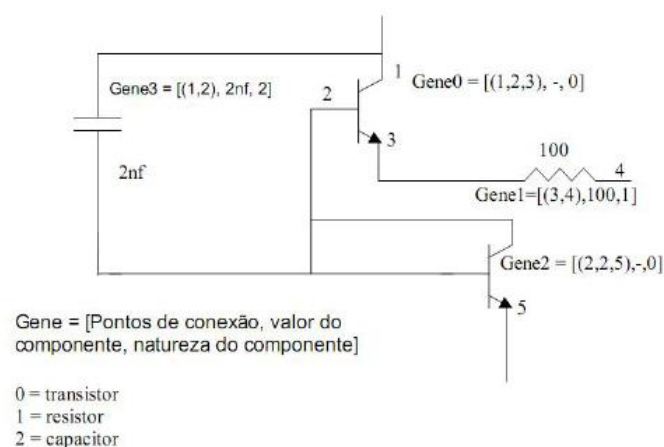 1
Gene3 = [(1,2), 2nf, 2]
2
Gene0 = [(1,2,3), -, 0]
3
100
2nf
4
Gene1=[(3,4),100,1]
Gene2 = [(2,2,5),-,0]
5
Gene = [Pontos de conexão, valor do
componente, natureza do componente]
0 = transistor
1 = resistor
2 = capacitor